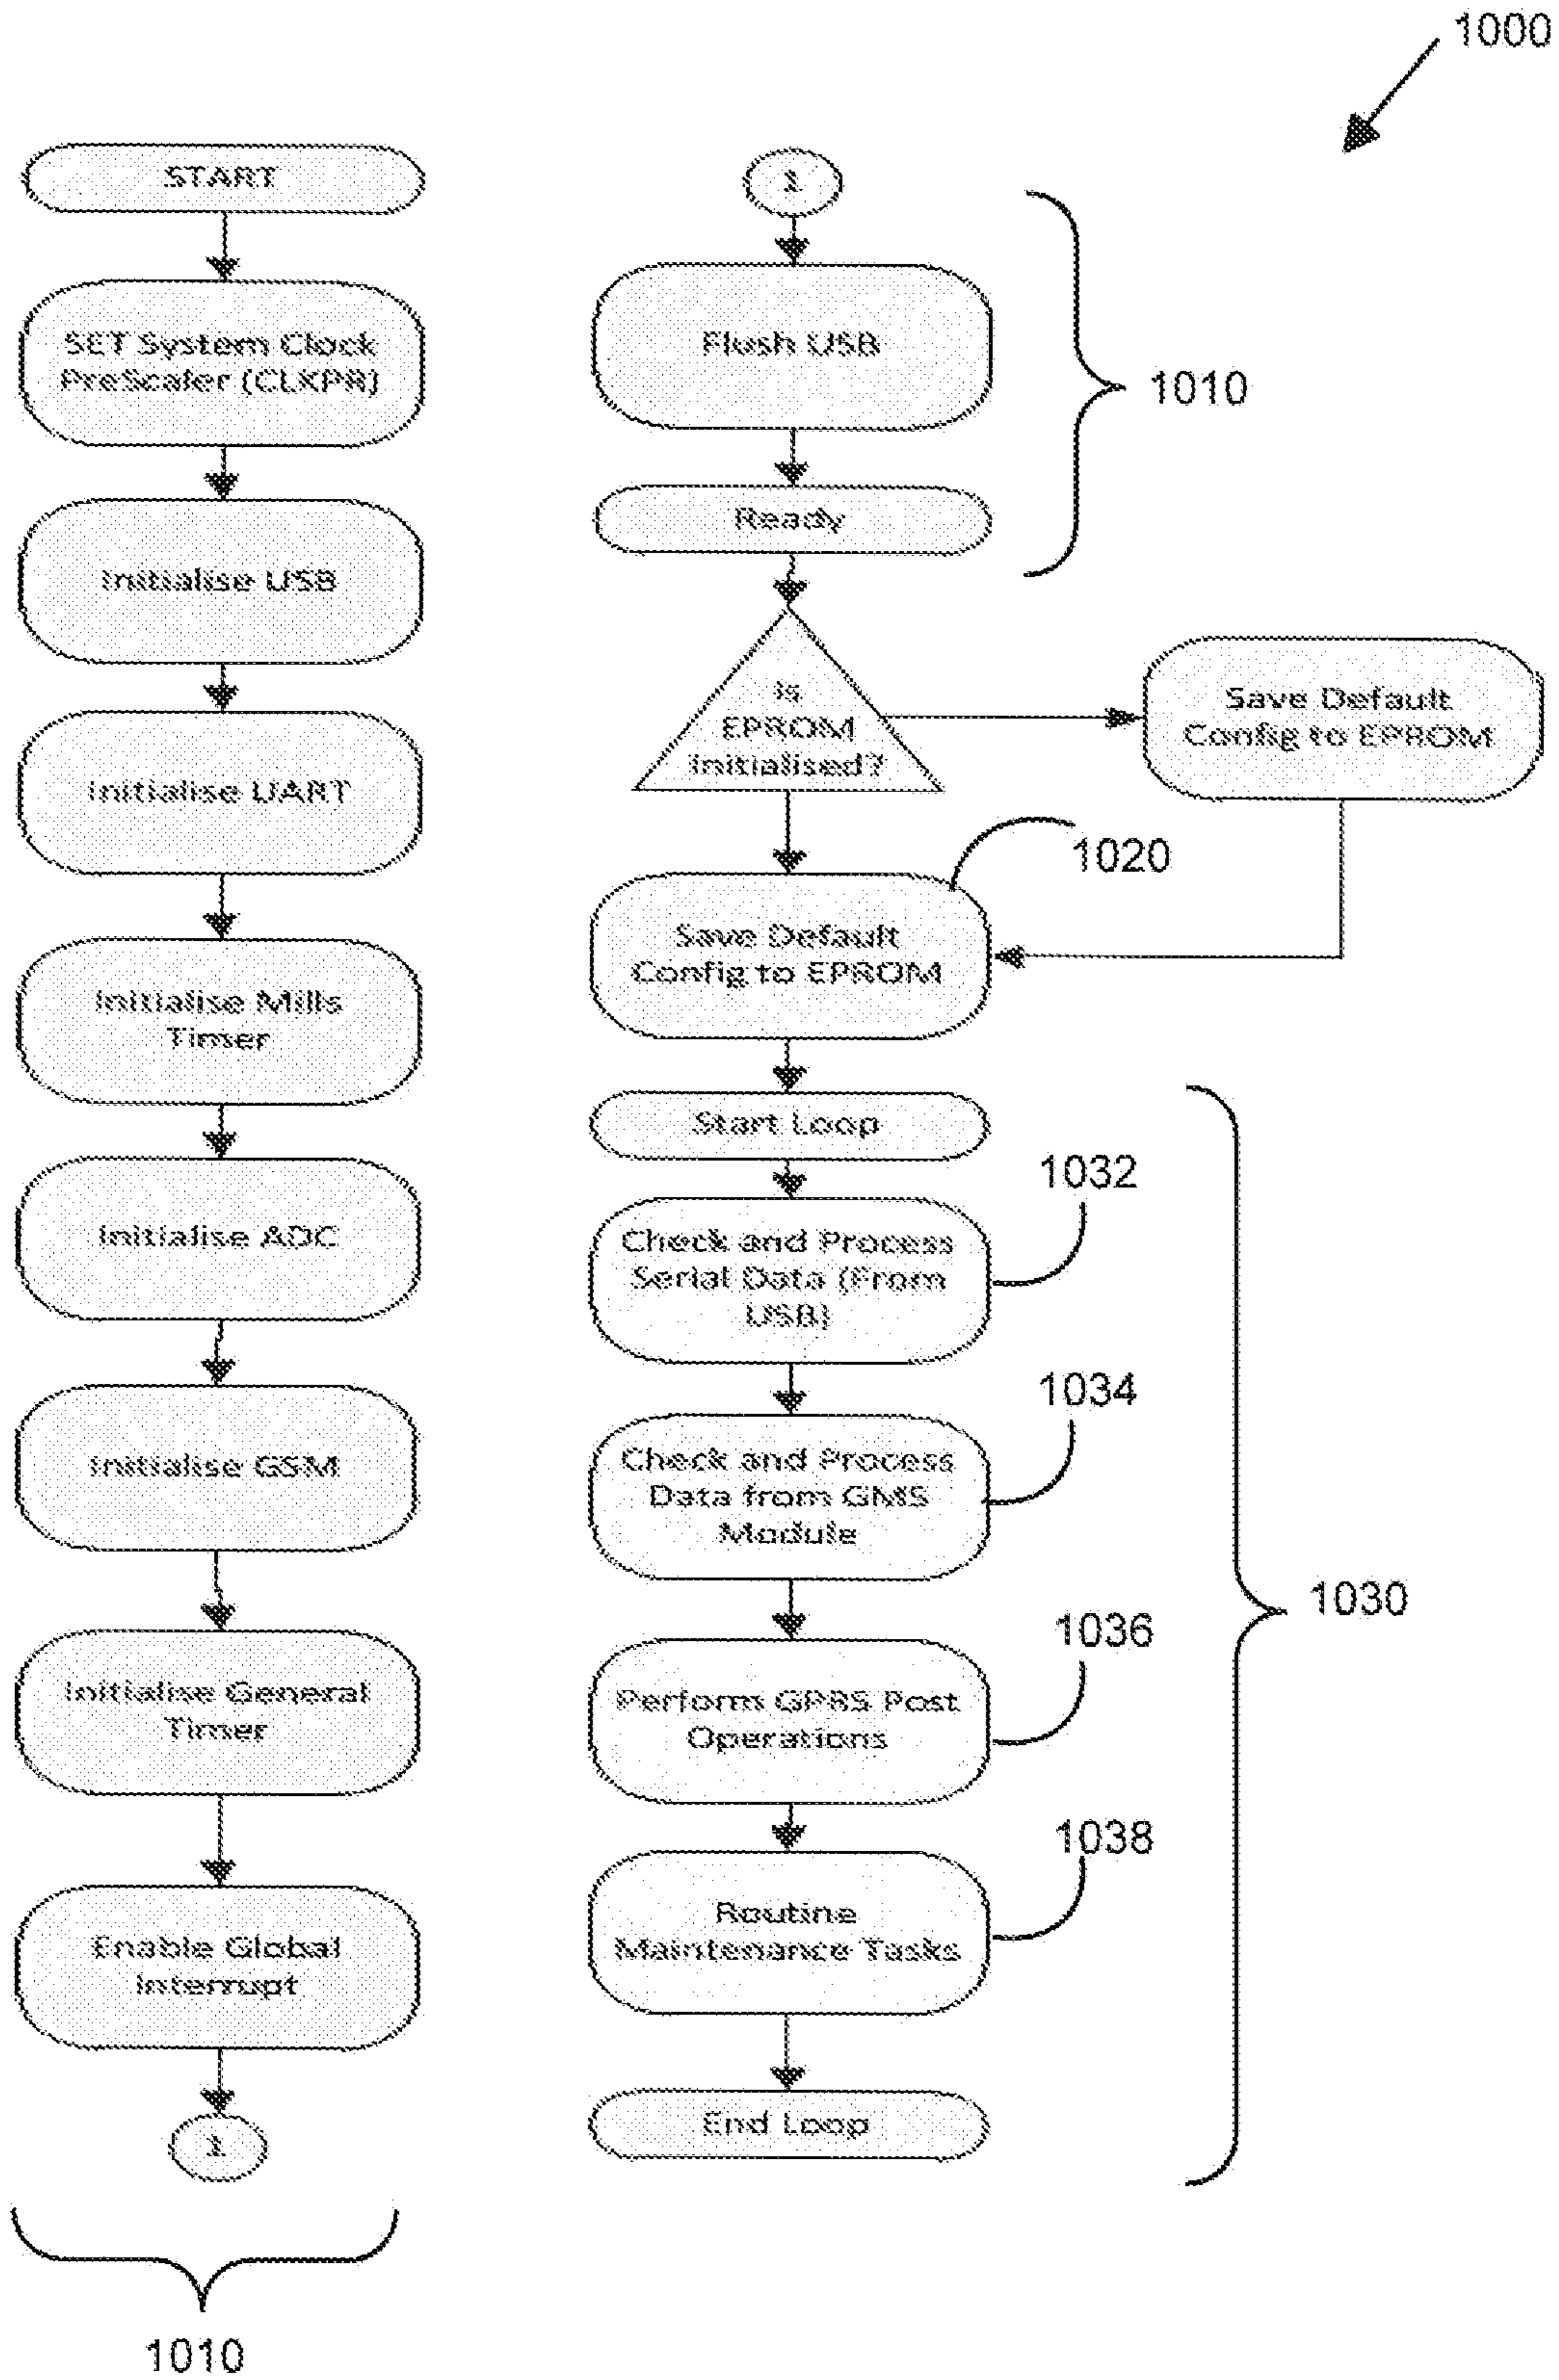 1000
START
SET System Clock
PreScaler (CLKPR)
Initialise USB
Initialise UART
Initialise Mills
Timer
Initialise ADC
Initialise GSM
Initialise General
Timer
Enable Global
Interrupt
1
1010
1
Flush USB
Ready
1010
Is
EPROM
Initialised?
Save Default
Config to EPROM
1020
Save Default
Config to EPROM
Start Loop
1032
Check and Process
Serial Data (From
USB)
1034
Check and Process
Data from GMS
Module
1030
1036
Perform GPRS Post
Operations
1038
Routine
Maintenance Tasks
End Loop